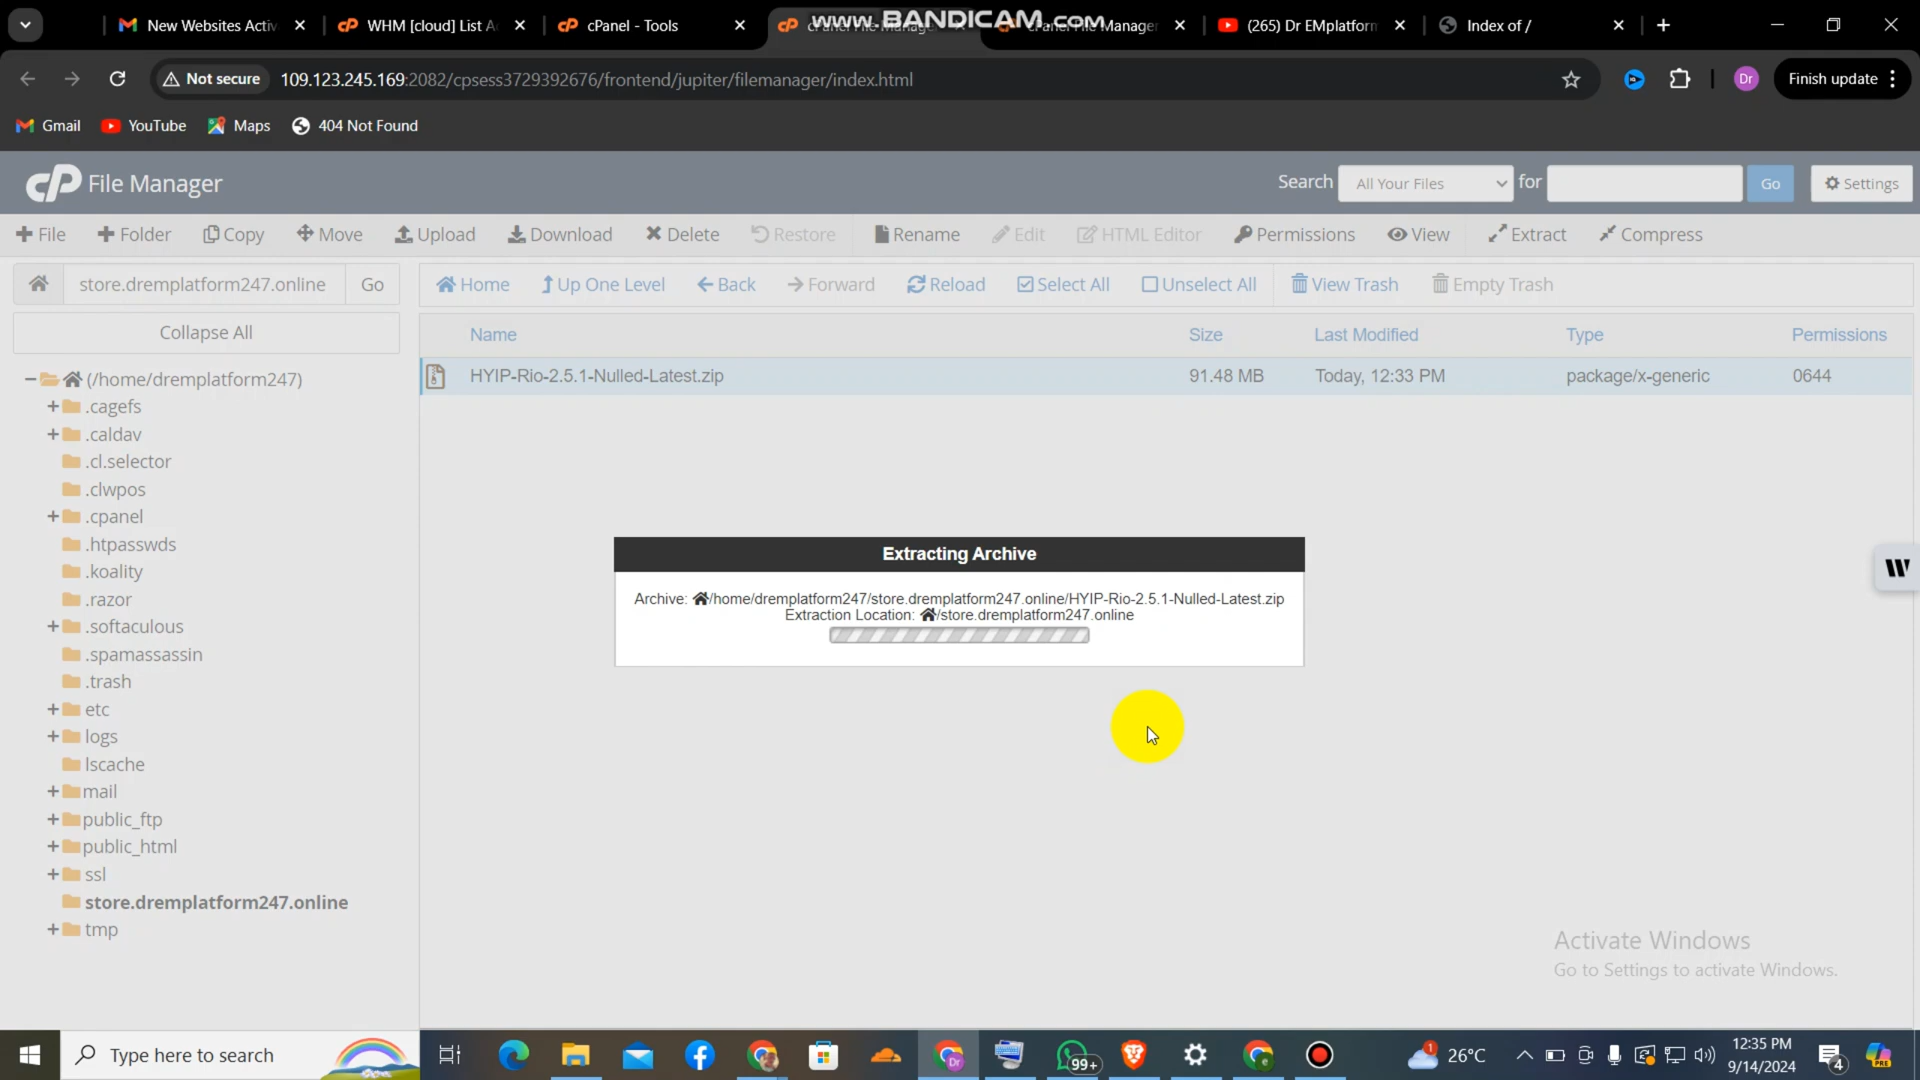 New Websites Activ
WHM [cloud] List A
cPanel - Tools
www.BANDICAM.com
cPanel File Manager
(265) Dr EMplatform
Index of /
Not secure
109.123.245.169:2082/cpsess3729392676/frontend/jupiter/filemanager/index.html
Dr
Finish update
Gmail
YouTube
Maps
404 Not Found
cP File Manager
Search
All Your Files
for
Go
Settings
File
Folder
Copy
Move
Upload
Download
Delete
Restore
Rename
Edit
HTML Editor
Permissions
View
Extract
Compress
store.dremplatform247.online
Go
Home
Up One Level
Back
Forward
Reload
Select All
Unselect All
View Trash
Empty Trash
Collapse All
Name
Size
Last Modified
Type
Permissions
HYIP-Rio-2.5.1-Nulled-Latest.zip
91.48 MB
Today, 12:33 PM
package/x-generic
0644
(/home/dremplatform247)
.cagefs
.caldav
.cl.selector
.clwpos
.cpanel
.htpasswds
.koality
.razor
.softaculous
.spamassassin
.trash
etc
logs
lscache
mail
public_ftp
public_html
ssl
store.dremplatform247.online
tmp
Extracting Archive
Archive: /home/dremplatform247/store.dremplatform247.online/HYIP-Rio-2.5.1-Nulled-Latest.zip
Extraction Location: /store.dremplatform247.online
W
Activate Windows
Go to Settings to activate Windows.
Type here to search
Dr
99+
1
26°C
12:35 PM
9/14/2024
4
PRE